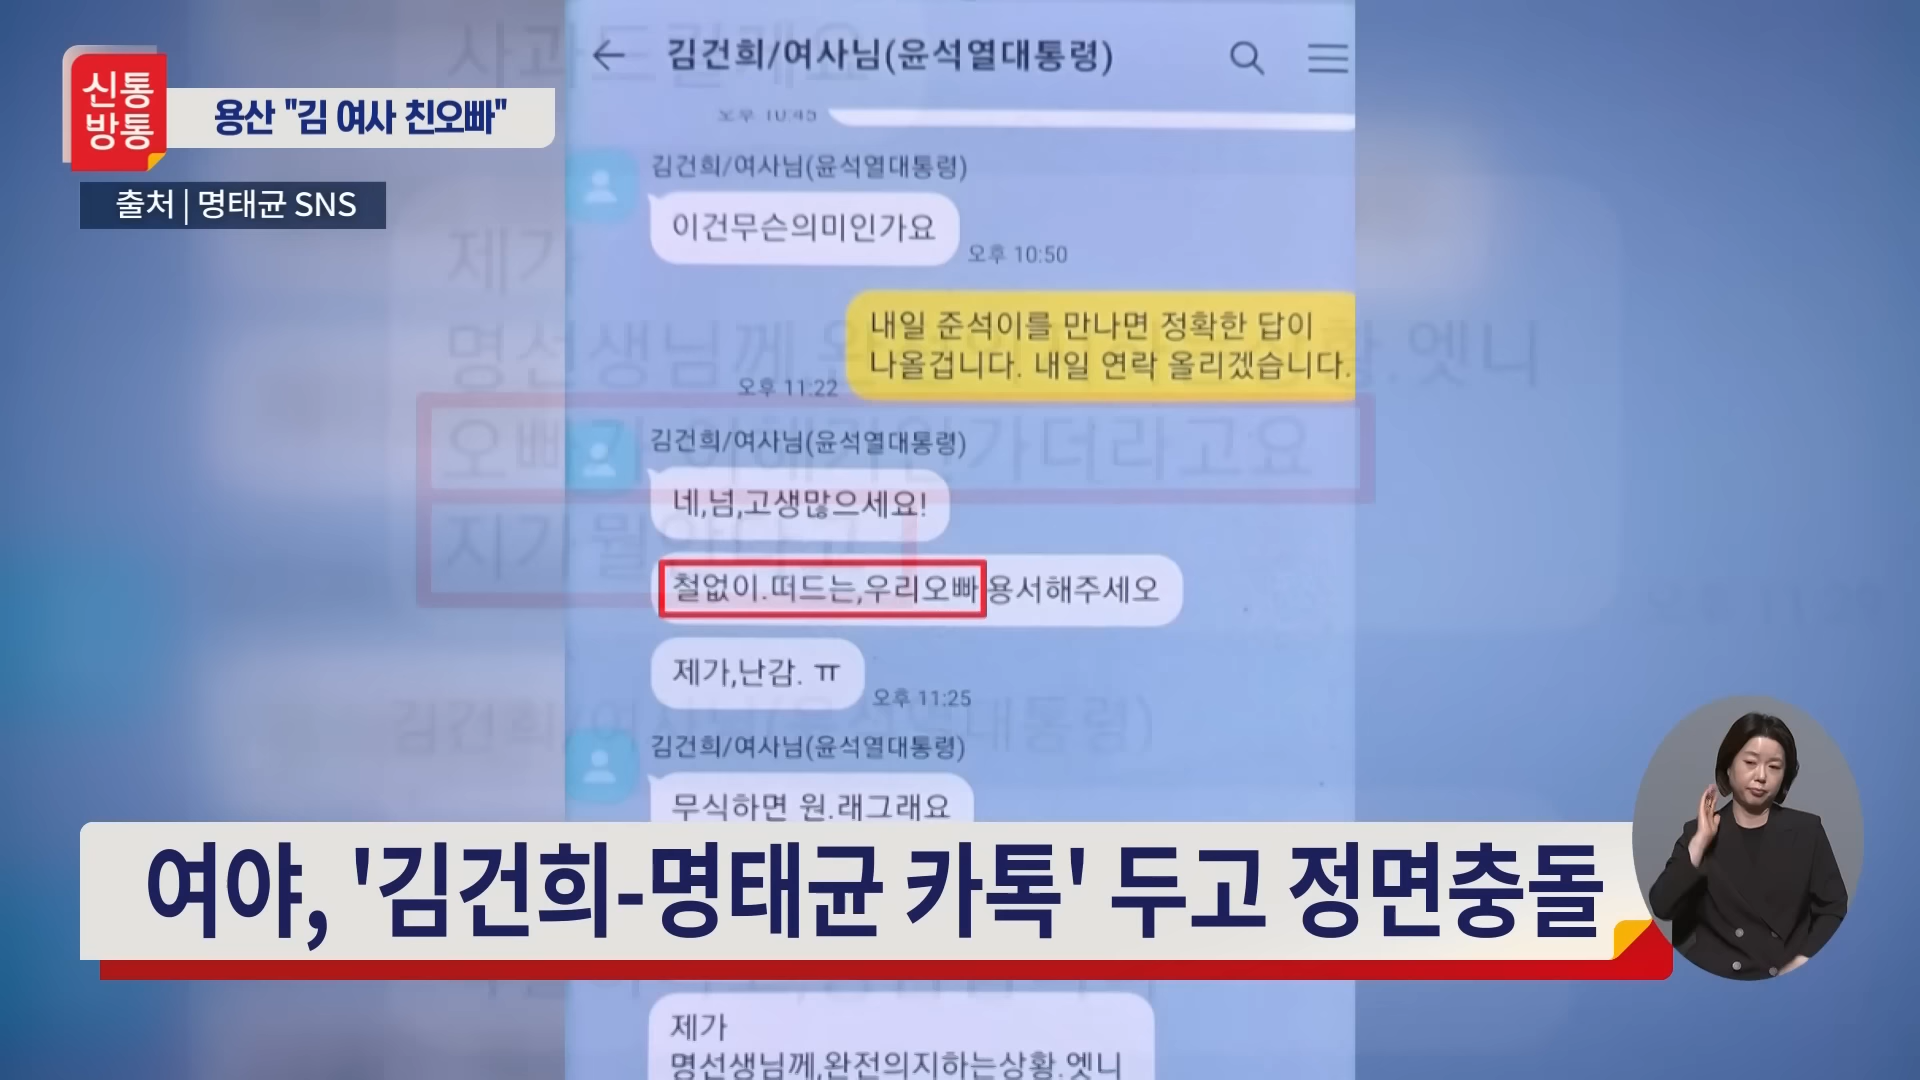 신통
방통
용산 "김 여사 친오빠"
출처 | 명태균 SNS
김건희/여사님(윤석열대통령)
오후 10:45
김건희/여사님(윤석열대통령)
이건무슨의미인가요
오후 10:50
내일 준석이를 만나면 정확한 답이
나올겁니다. 내일 연락 올리겠습니다.
오후 11:22
김건희/여사님(윤석열대통령)
네,넘,고생많으세요!
철없이.떠드는,우리오빠 용서해주세오
제가,난감. ㅠ
오후 11:25
김건희/여사님(윤석열대통령)
무식하면 원.래그래요
여야, '김건희-명태균 카톡' 두고 정면충돌
제가
명선생님께,완전의지하는상황.엣니